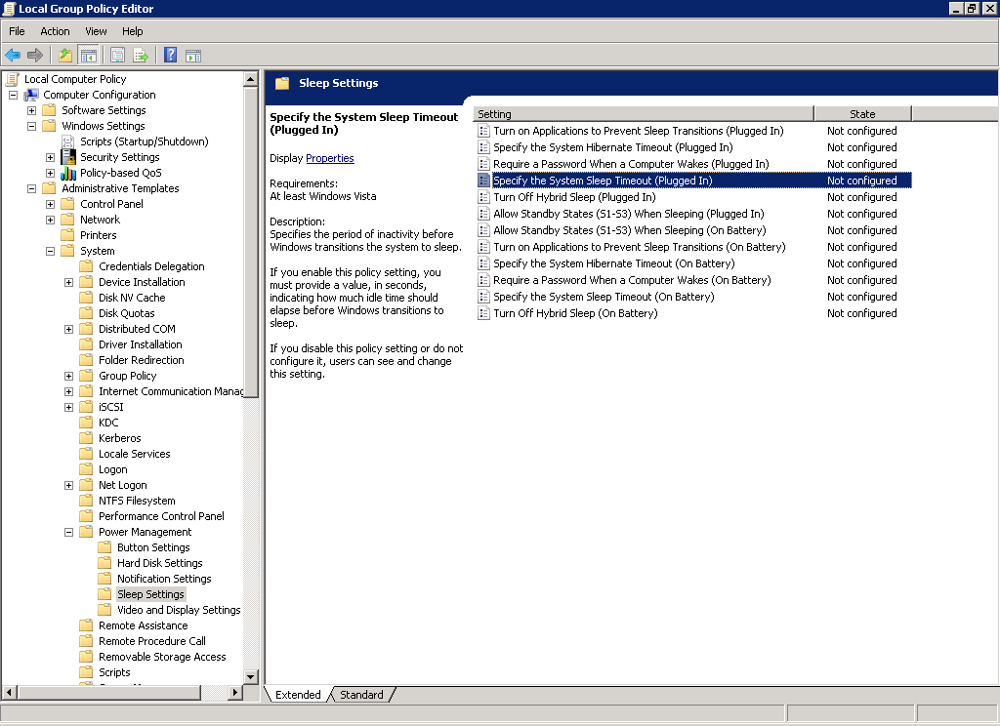 Local Group Policy Editor
File Action View Help
Local Computer Policy
Computer Configuration
Software Settings
Windows Settings
Scripts (Startup/Shutdown)
Security Settings
Policy-based QoS
Administrative Templates
Control Panel
Network
Printers
System
Credentials Delegation
Device Installation
Disk NV Cache
Disk Quotas
Distributed COM
Driver Installation
Folder Redirection
Group Policy
Internet Communication Manag
iSCSI
KDC
Kerberos
Locale Services
Logon
Net Logon
NTFS Filesystem
Performance Control Panel
Power Management
Button Settings
Hard Disk Settings
Notification Settings
Sleep Settings
Video and Display Settings
Remote Assistance
Remote Procedure Call
Removable Storage Access
Scripts
Sleep Settings
Specify the System Sleep Timeout
(Plugged In)
Display Properties
Requirements:
At least Windows Vista
Description:
Specifies the period of inactivity before
Windows transitions the system to sleep.
If you enable this policy setting, you
must provide a value, in seconds,
indicating how much idle time should
elapse before Windows transitions to
sleep.
If you disable this policy setting or do not
configure it, users can see and change
this setting.
Setting State
Turn on Applications to Prevent Sleep Transitions (Plugged In) Not configured
Specify the System Hibernate Timeout (Plugged In) Not configured
Require a Password When a Computer Wakes (Plugged In) Not configured
Specify the System Sleep Timeout (Plugged In) Not configured
Turn Off Hybrid Sleep (Plugged In) Not configured
Allow Standby States (S1-S3) When Sleeping (Plugged In) Not configured
Allow Standby States (S1-S3) When Sleeping (On Battery) Not configured
Turn on Applications to Prevent Sleep Transitions (On Battery) Not configured
Specify the System Hibernate Timeout (On Battery) Not configured
Require a Password When a Computer Wakes (On Battery) Not configured
Specify the System Sleep Timeout (On Battery) Not configured
Turn Off Hybrid Sleep (On Battery) Not configured
Extended Standard